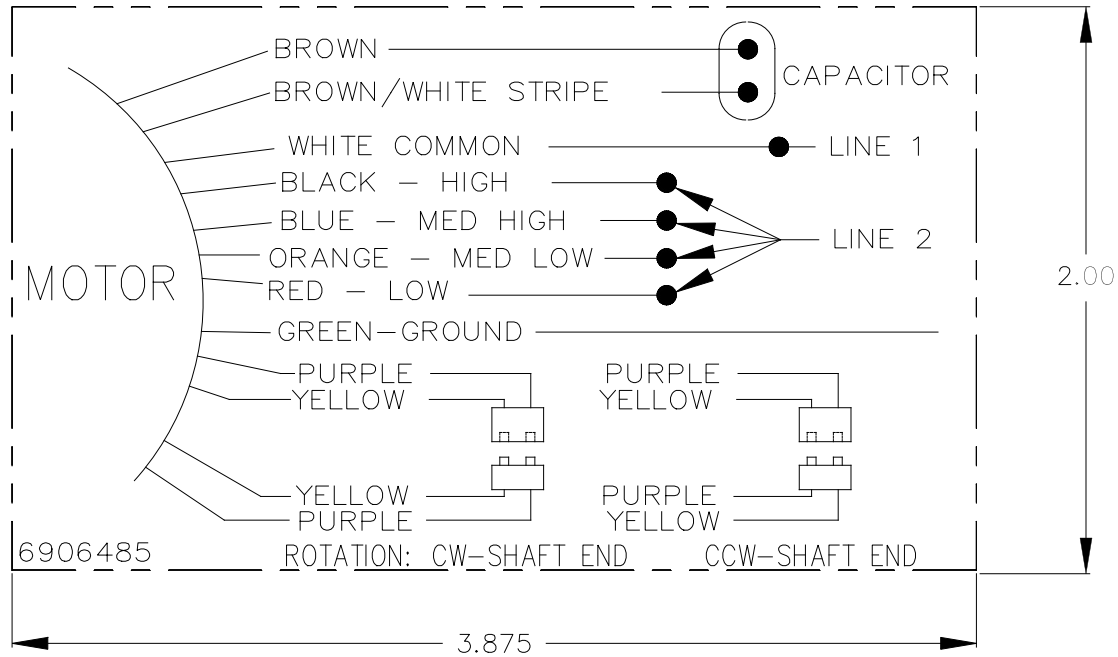 BROWN
BROWN/WHITE STRIPE
CAPACITOR
WHITE COMMON
LINE 1
BLACK – HIGH
BLUE – MED HIGH
LINE 2
ORANGE – MED LOW
MOTOR
RED – LOW
2.00
GREEN–GROUND
PURPLE
PURPLE
YELLOW
YELLOW
YELLOW
PURPLE
PURPLE
YELLOW
6906485
ROTATION: CW–SHAFT END
CCW–SHAFT END
3.875